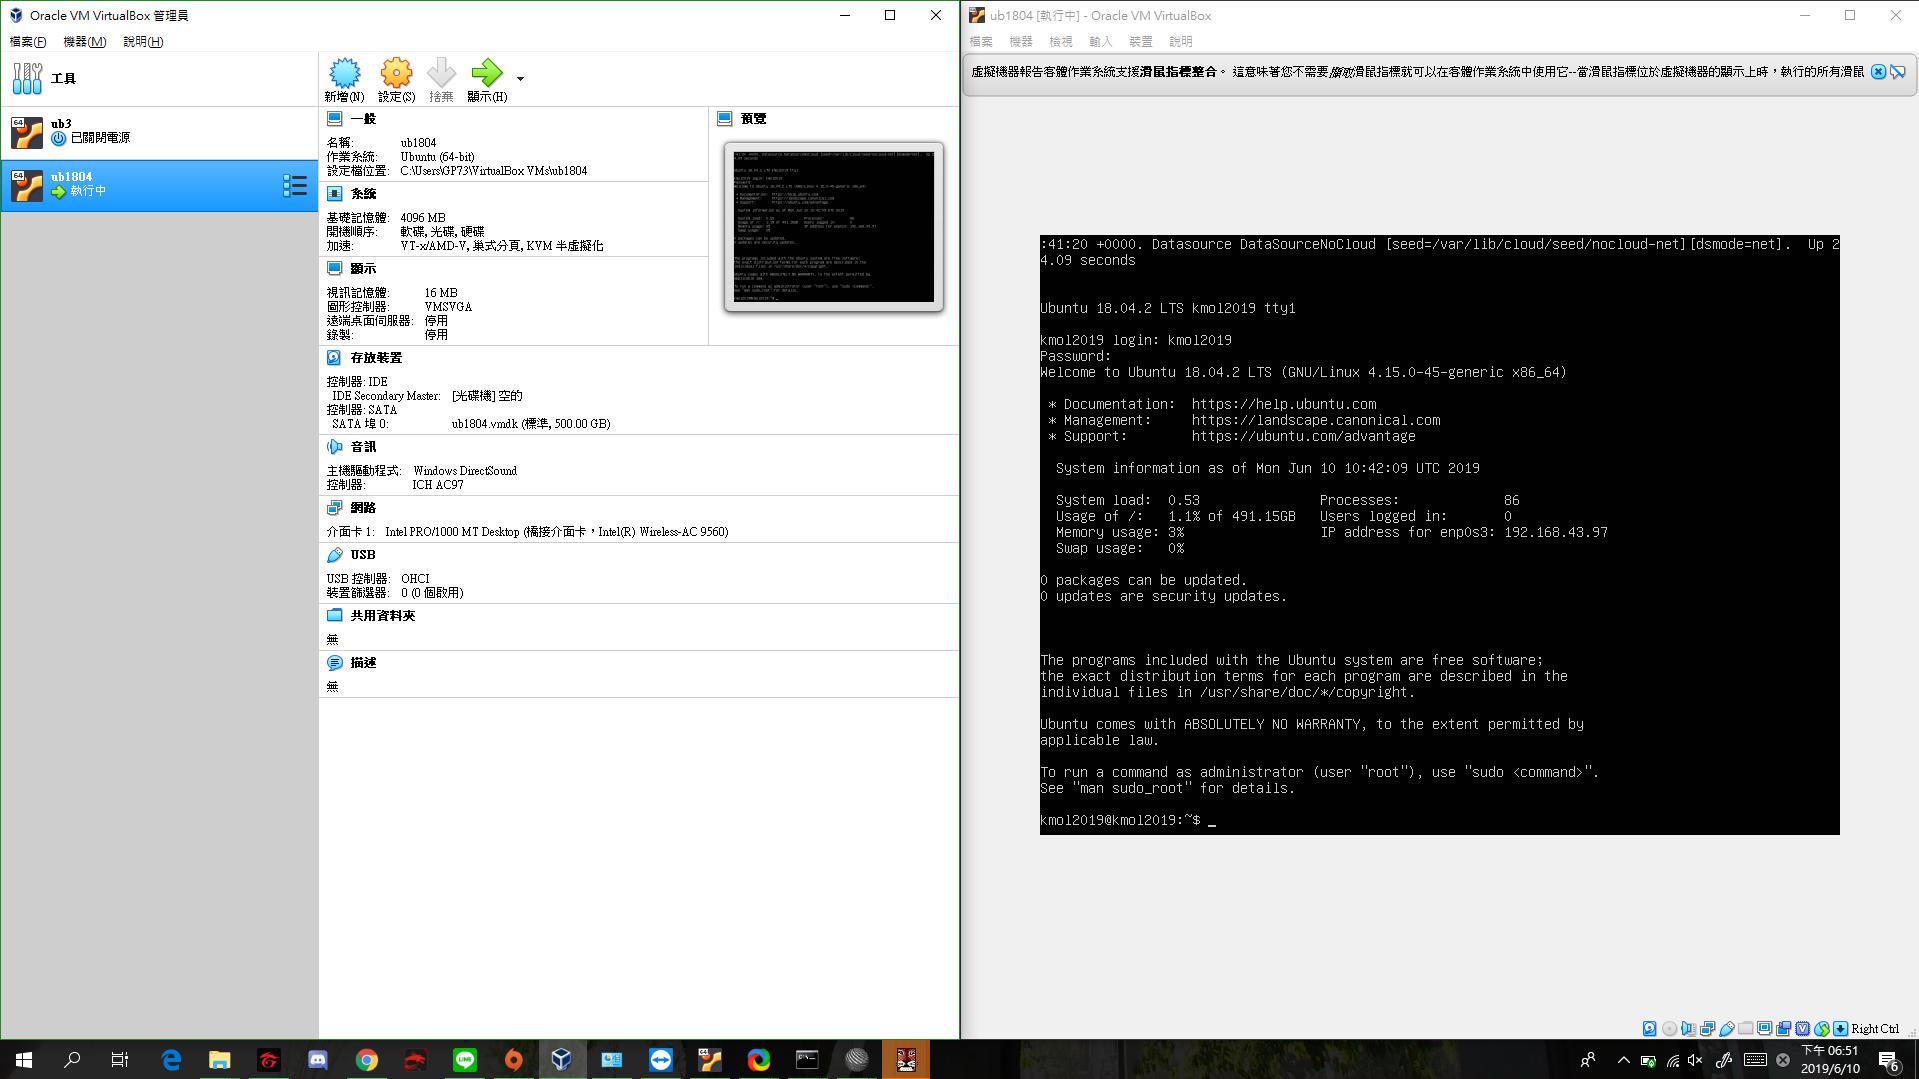 Oracle VM VirtualBox 管理員
檔案(F) 機器(M) 說明(H)
工具
新增(N) 設定(S) 捨棄 顯示(H)
64 ub3
已關閉電源
64 ub1804
執行中
一般
名稱: ub1804
作業系統: Ubuntu (64-bit)
設定檔位置: C:\Users\GP73\VirtualBox VMs\ub1804
系統
基礎記憶體: 4096 MB
開機順序: 軟碟, 光碟, 硬碟
加速: VT-x/AMD-V, 巢式分頁, KVM 半虛擬化
顯示
視訊記憶體: 16 MB
圖形控制器: VMSVGA
遠端桌面伺服器: 停用
錄製: 停用
預覽
存放裝置
控制器: IDE
IDE Secondary Master: [光碟機] 空的
控制器: SATA
SATA 埠 0: ub1804.vmdk (標準, 500.00 GB)
音訊
主機驅動程式: Windows DirectSound
控制器: ICH AC97
網路
介面卡 1: Intel PRO/1000 MT Desktop (橋接介面卡，Intel(R) Wireless-AC 9560)
USB
USB 控制器: OHCI
裝置篩選器: 0 (0 個啟用)
共用資料夾
無
描述
無
ub1804 [執行中] - Oracle VM VirtualBox
檔案 機器 檢視 輸入 裝置 說明
虛擬機器報告客體作業系統支援滑鼠指標整合。 這意味著您不需要擷取滑鼠指標就可以在客體作業系統中使用它--當滑鼠指標位於虛擬機器的顯示上時，執行的所有滑鼠
:41:20 +0000. Datasource DataSourceNoCloud [seed=/var/lib/cloud/seed/nocloud-net][dsmode=net].  Up 2
4.09 seconds
Ubuntu 18.04.2 LTS kmol2019 tty1
kmol2019 login: kmol2019
Password:
Welcome to Ubuntu 18.04.2 LTS (GNU/Linux 4.15.0-45-generic x86_64)
* Documentation:  https://help.ubuntu.com
* Management:     https://landscape.canonical.com
* Support:        https://ubuntu.com/advantage
System information as of Mon Jun 10 10:42:09 UTC 2019
System load:  0.53               Processes:             86
Usage of /:   1.1% of 491.15GB   Users logged in:       0
Memory usage: 3%                 IP address for enp0s3: 192.168.43.97
Swap usage:   0%
0 packages can be updated.
0 updates are security updates.
The programs included with the Ubuntu system are free software;
the exact distribution terms for each program are described in the
individual files in /usr/share/doc/*/copyright.
Ubuntu comes with ABSOLUTELY NO WARRANTY, to the extent permitted by
applicable law.
To run a command as administrator (user "root"), use "sudo <command>".
See "man sudo_root" for details.
kmol2019@kmol2019:~$ _
Right Ctrl
下午 06:51
2019/6/10
6